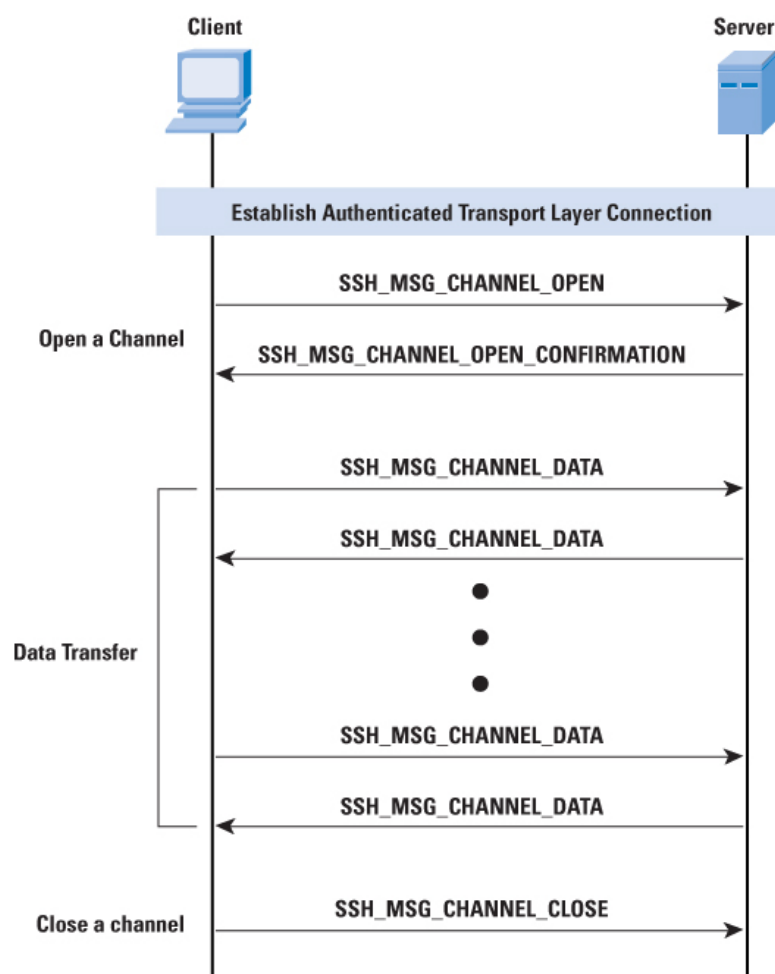 Client
Server
Establish Authenticated Transport Layer Connection
SSH_MSG_CHANNEL_OPEN
Open a Channel
SSH_MSG_CHANNEL_OPEN_CONFIRMATION
SSH_MSG_CHANNEL_DATA
SSH_MSG_CHANNEL_DATA
Data Transfer
SSH_MSG_CHANNEL_DATA
SSH_MSG_CHANNEL_DATA
SSH_MSG_CHANNEL_CLOSE
Close a channel